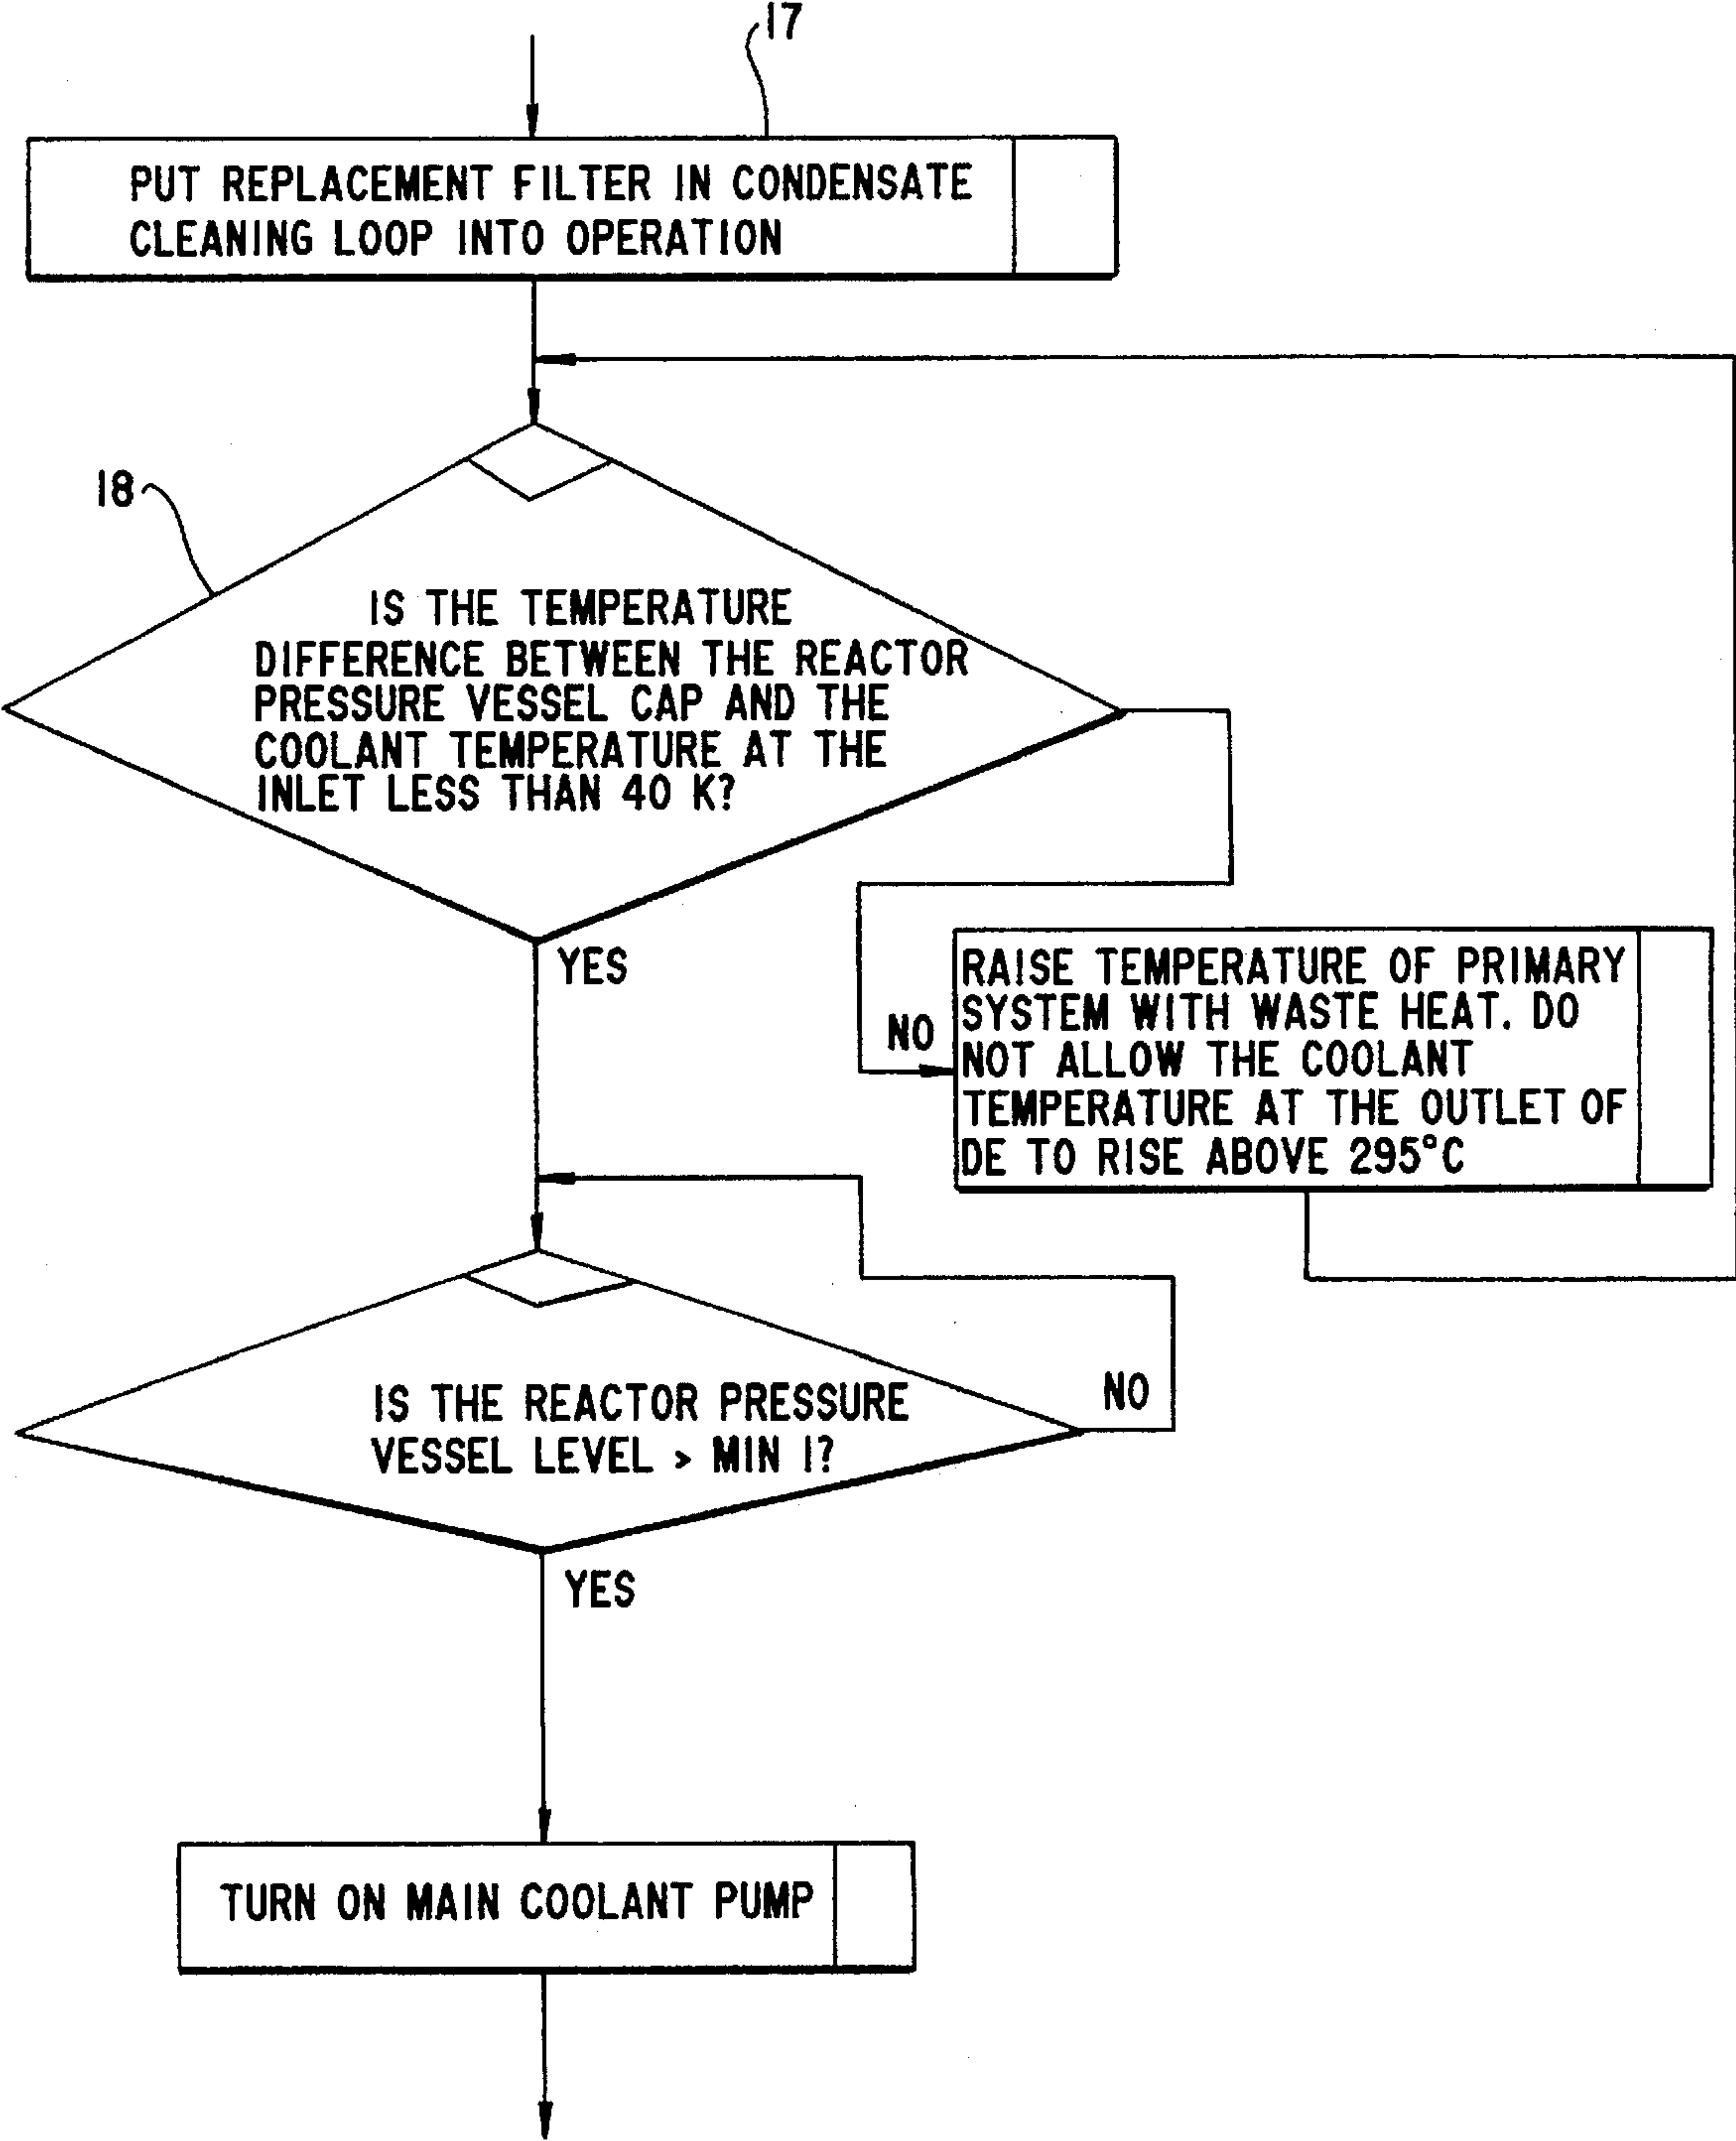 17
PUT REPLACEMENT FILTER IN CONDENSATE
CLEANING LOOP INTO OPERATION
18
IS THE TEMPERATURE
DIFFERENCE BETWEEN THE REACTOR
PRESSURE VESSEL CAP AND THE
COOLANT TEMPERATURE AT THE
INLET LESS THAN 40 K?
YES
NO
RAISE TEMPERATURE OF PRIMARY
SYSTEM WITH WASTE HEAT. DO
NOT ALLOW THE COOLANT
TEMPERATURE AT THE OUTLET OF
DE TO RISE ABOVE 295°C
IS THE REACTOR PRESSURE
VESSEL LEVEL > MIN 1?
NO
YES
TURN ON MAIN COOLANT PUMP